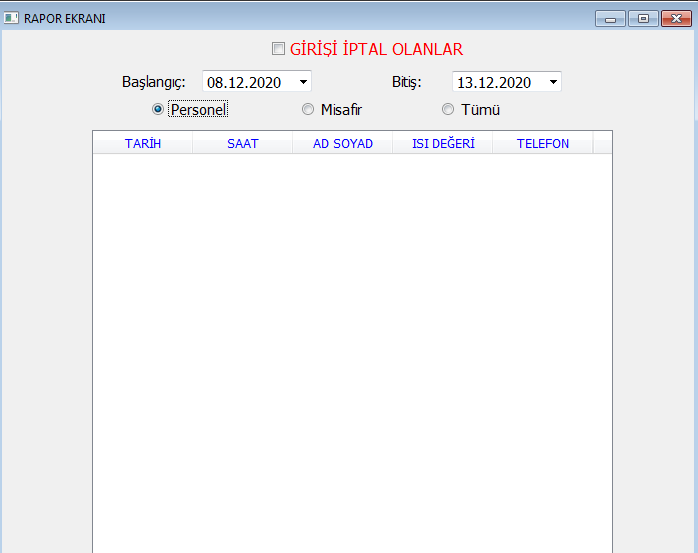 RAPOR EKRANI
GİRİŞİ İPTAL OLANLAR
Başlangıç: 08.12.2020 Bitiş: 13.12.2020
Personel Misafir Tümü
TARİH SAAT AD SOYAD ISI DEĞERİ TELEFON